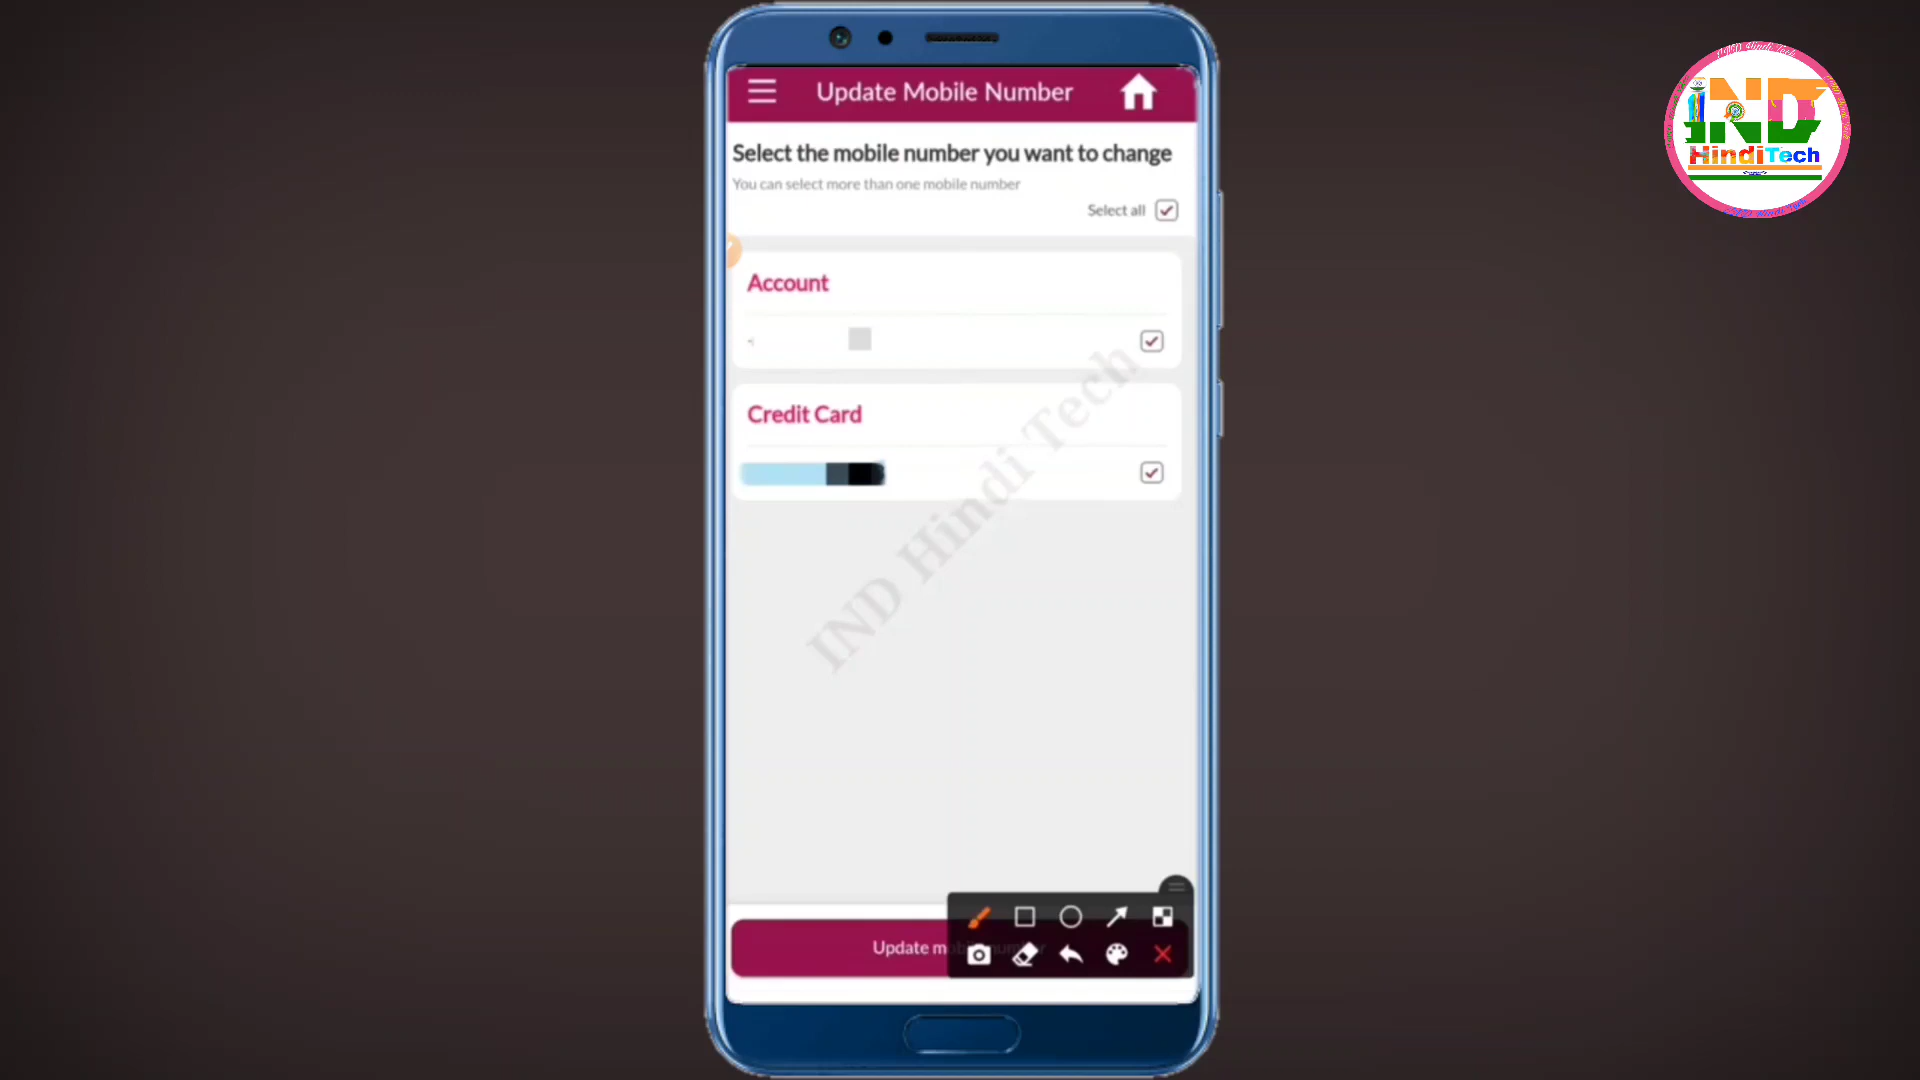 Update Mobile Number
Select the mobile number you want to change
You can select more than one mobile number
Select all
Account
Credit Card
IND Hindi Tech
Update m
IND
HindiTech